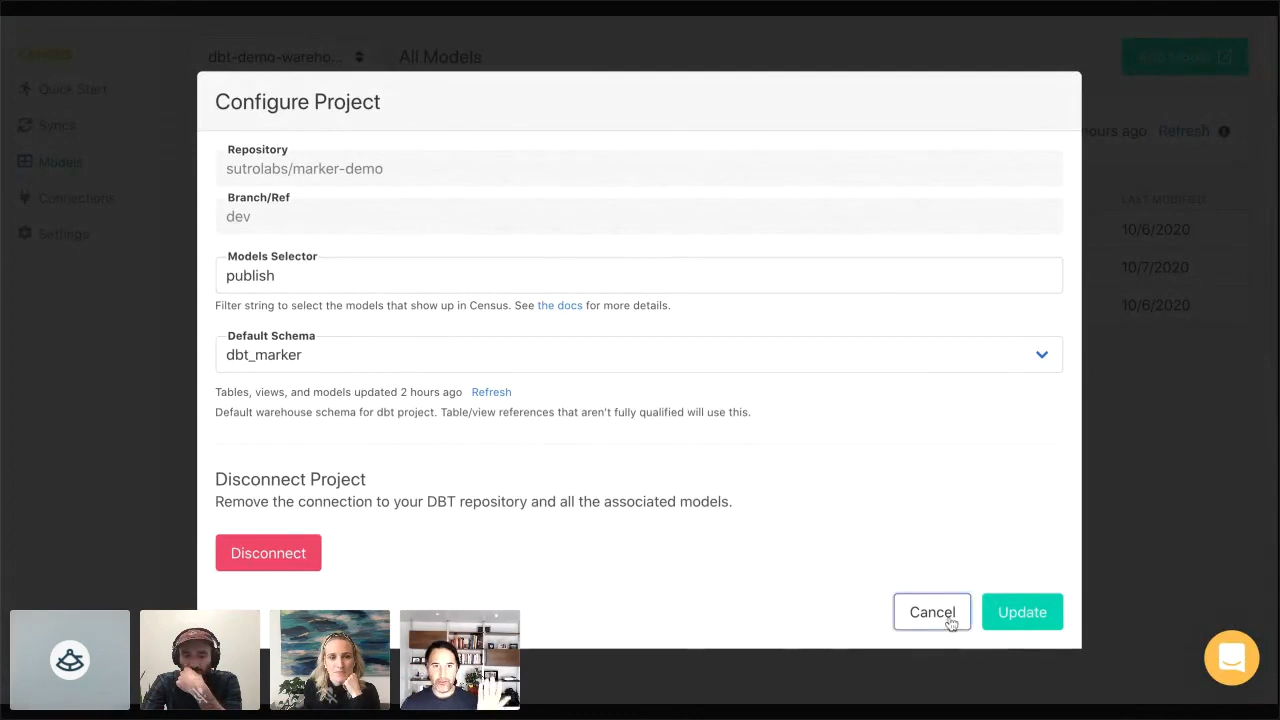 CENSUS
dbt-demo-wareho...
All Models
Quick Start
Syncs
Models
Connections
Settings
ours ago
Refresh
LAST MODIFIED
10/6/2020
10/7/2020
10/6/2020
Configure Project
Repository
sutrolabs/marker-demo
Branch/Ref
dev
Models Selector
publish
Filter string to select the models that show up in Census. See the docs for more details.
Default Schema
dbt_marker
Tables, views, and models updated 2 hours ago Refresh
Default warehouse schema for dbt project. Table/view references that aren't fully qualified will use this.
Disconnect Project
Remove the connection to your DBT repository and all the associated models.
Disconnect
Cancel
Update